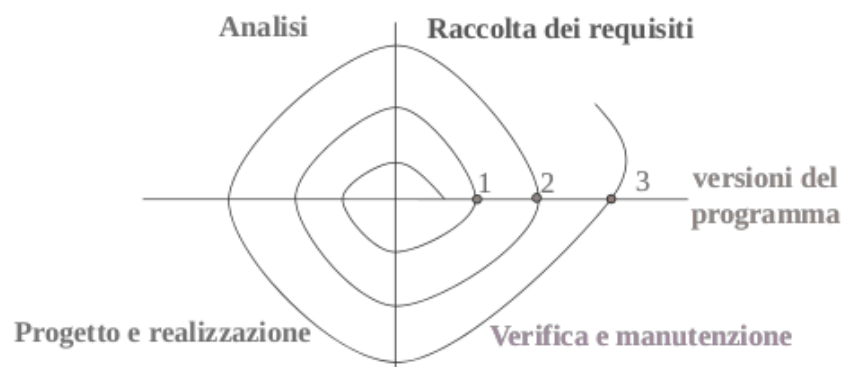 Analisi
Raccolta dei requisiti
1
2
3
versioni del
programma
Progetto e realizzazione
Verifica e manutenzione